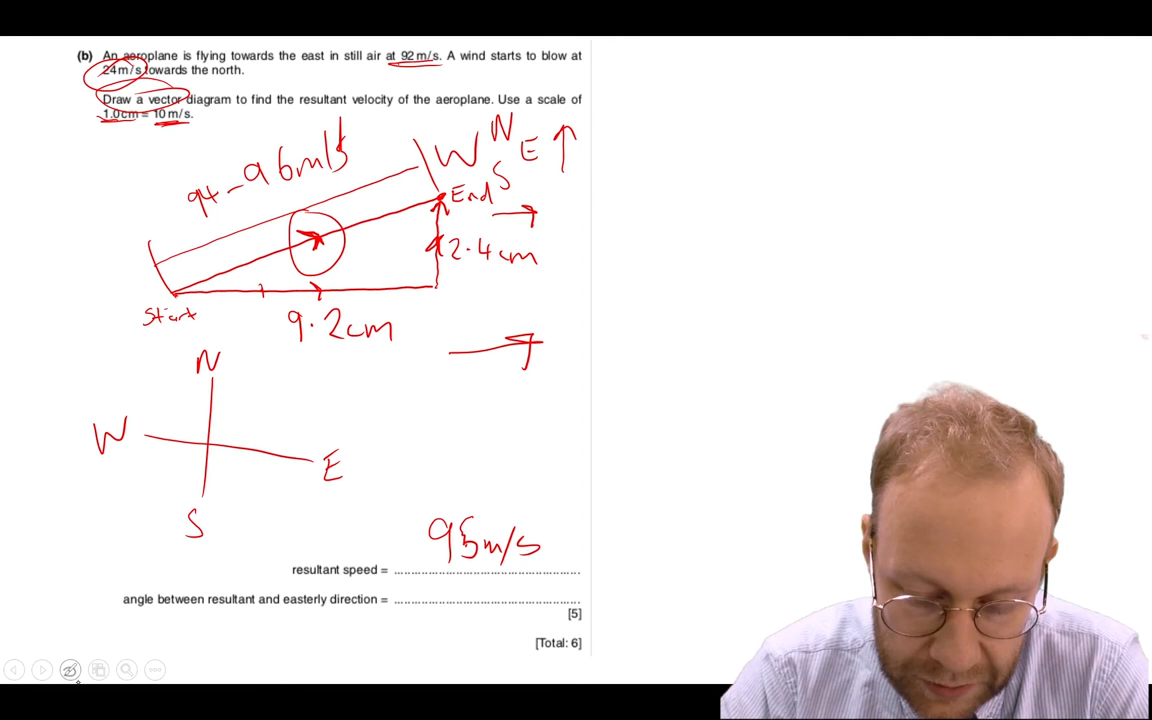 (b) An aeroplane is flying towards the east in still air at 92 m/s. A wind starts to blow at
24 m/s towards the north.
Draw a vector diagram to find the resultant velocity of the aeroplane. Use a scale of
1.0 cm = 10 m/s.
94-96m/s
W N E
S
End
2.4cm
Start
9.2cm
N
W
E
S
95m/s
resultant speed = ......................................................
angle between resultant and easterly direction = ......................................................
[5]
[Total: 6]